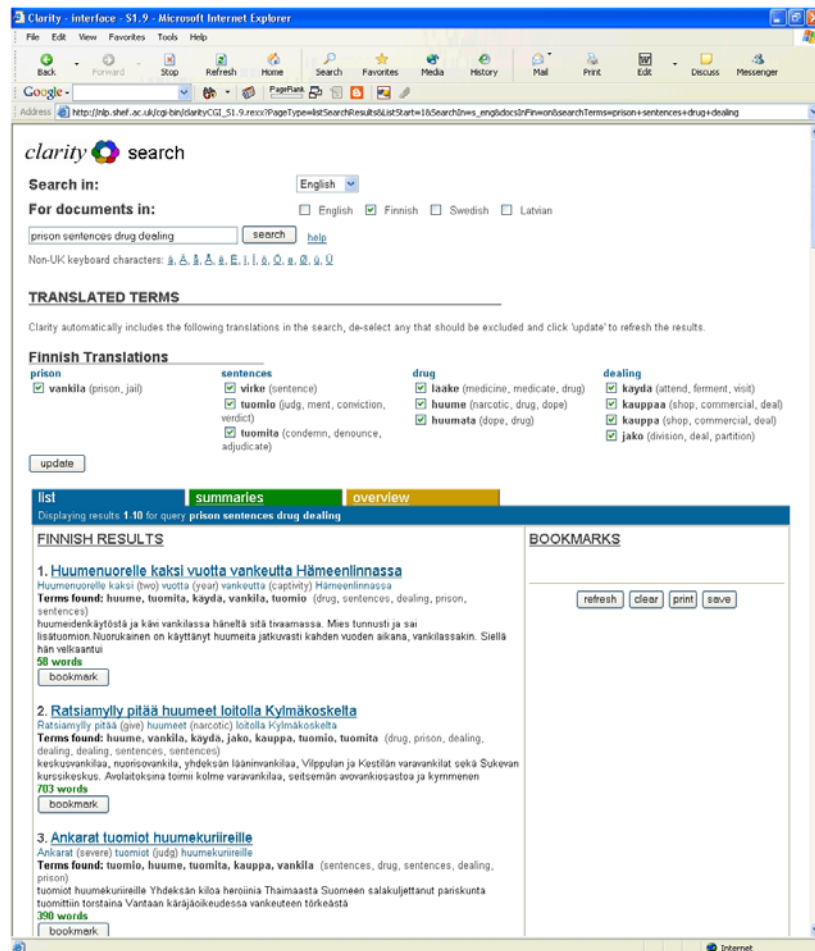 Clarity - interface - S1.9 - Microsoft Internet Explorer
File Edit View Favorites Tools Help
Back Forward Stop Refresh Home Search Favorites Media History Mail Print Edit Discuss Messenger
Google - PageRank
Address http://nlp.shef.ac.uk/cgi-bin/clarityCGI_S1.9.rexx?PageType=listSearchResults&ListStart=1&SearchIn=s_eng&docsInFin=on&searchTerms=prison+sentences+drug+dealing
clarity search
Search in: English
For documents in: English Finnish Swedish Latvian
prison sentences drug dealing search help
Non-UK keyboard characters:
TRANSLATED TERMS
Clarity automatically includes the following translations in the search, de-select any that should be excluded and click 'update' to refresh the results.
Finnish Translations
prison sentences drug dealing
vankila (prison, jail) virke (sentence) laake (medicine, medicate, drug) kayda (attend, ferment, visit)
tuomio (judg, ment, conviction, verdict) huume (narcotic, drug, dope) kauppaa (shop, commercial, deal)
tuomita (condemn, denounce, adjudicate) huumata (dope, drug) kauppa (shop, commercial, deal)
jako (division, deal, partition)
update
list summaries overview
Displaying results 1-10 for query prison sentences drug dealing
FINNISH RESULTS BOOKMARKS
refresh clear print save
1. Huumenuorelle kaksi vuotta vankeutta Hämeenlinnassa
Huumenuorelle kaksi (two) vuotta (year) vankeutta (captivity) Hämeenlinnassa
Terms found: huume, tuomita, kayda, vankila, tuomio (drug, sentences, dealing, prison,
sentences)
huumeidenkäytöstä ja kävi vankilassa häneltä sitä tivaamassa. Mies tunnusti ja sai
lisätuomion.Nuorukainen on käyttänyt huumeita jatkuvasti kahden vuoden aikana, vankilassakin. Siellä
hän velkaantui
58 words
bookmark
2. Ratsiamylly pitää huumeet loitolla Kylmäkoskelta
Ratsiamylly pitää (give) huumeet (narcotic) loitolla Kylmäkoskelta
Terms found: huume, vankila, kayda, jako, kauppa, tuomio, tuomita (drug, prison, dealing,
dealing, dealing, sentences, sentences)
keskusvankilaa, nuorisovankila, yhdeksän lääninvankilaa, Vilppulan ja Kestilän varavankilat sekä Sukevan
kurssikeskus. Avolaitoksina toimii kolme varavankilaa, seitsemän avovankiosastoa ja kymmenen
703 words
bookmark
3. Ankarat tuomiot huumekuriireille
Ankarat (severe) tuomiot (judg) huumekuriireille
Terms found: tuomio, huume, tuomita, kauppa, vankila (sentences, drug, sentences, dealing,
prison)
tuomiot huumekuriireille Yhdeksän kiloa heroiinia Thaimaasta Suomeen salakuljettanut pariskunta
tuomittiin torstaina Vantaan käräjäoikeudessa vankeuteen törkeästä
390 words
bookmark
Internet